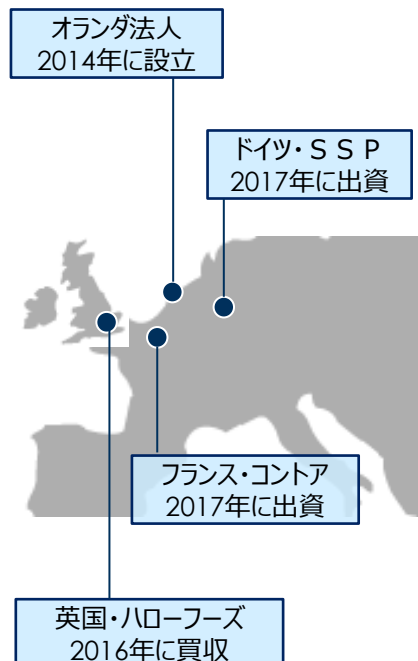 オランダ法人
2014年に設立
ドイツ・ＳＳＰ
2017年に出資
フランス・コントア
2017年に出資
英国・ハローフーズ
2016年に買収